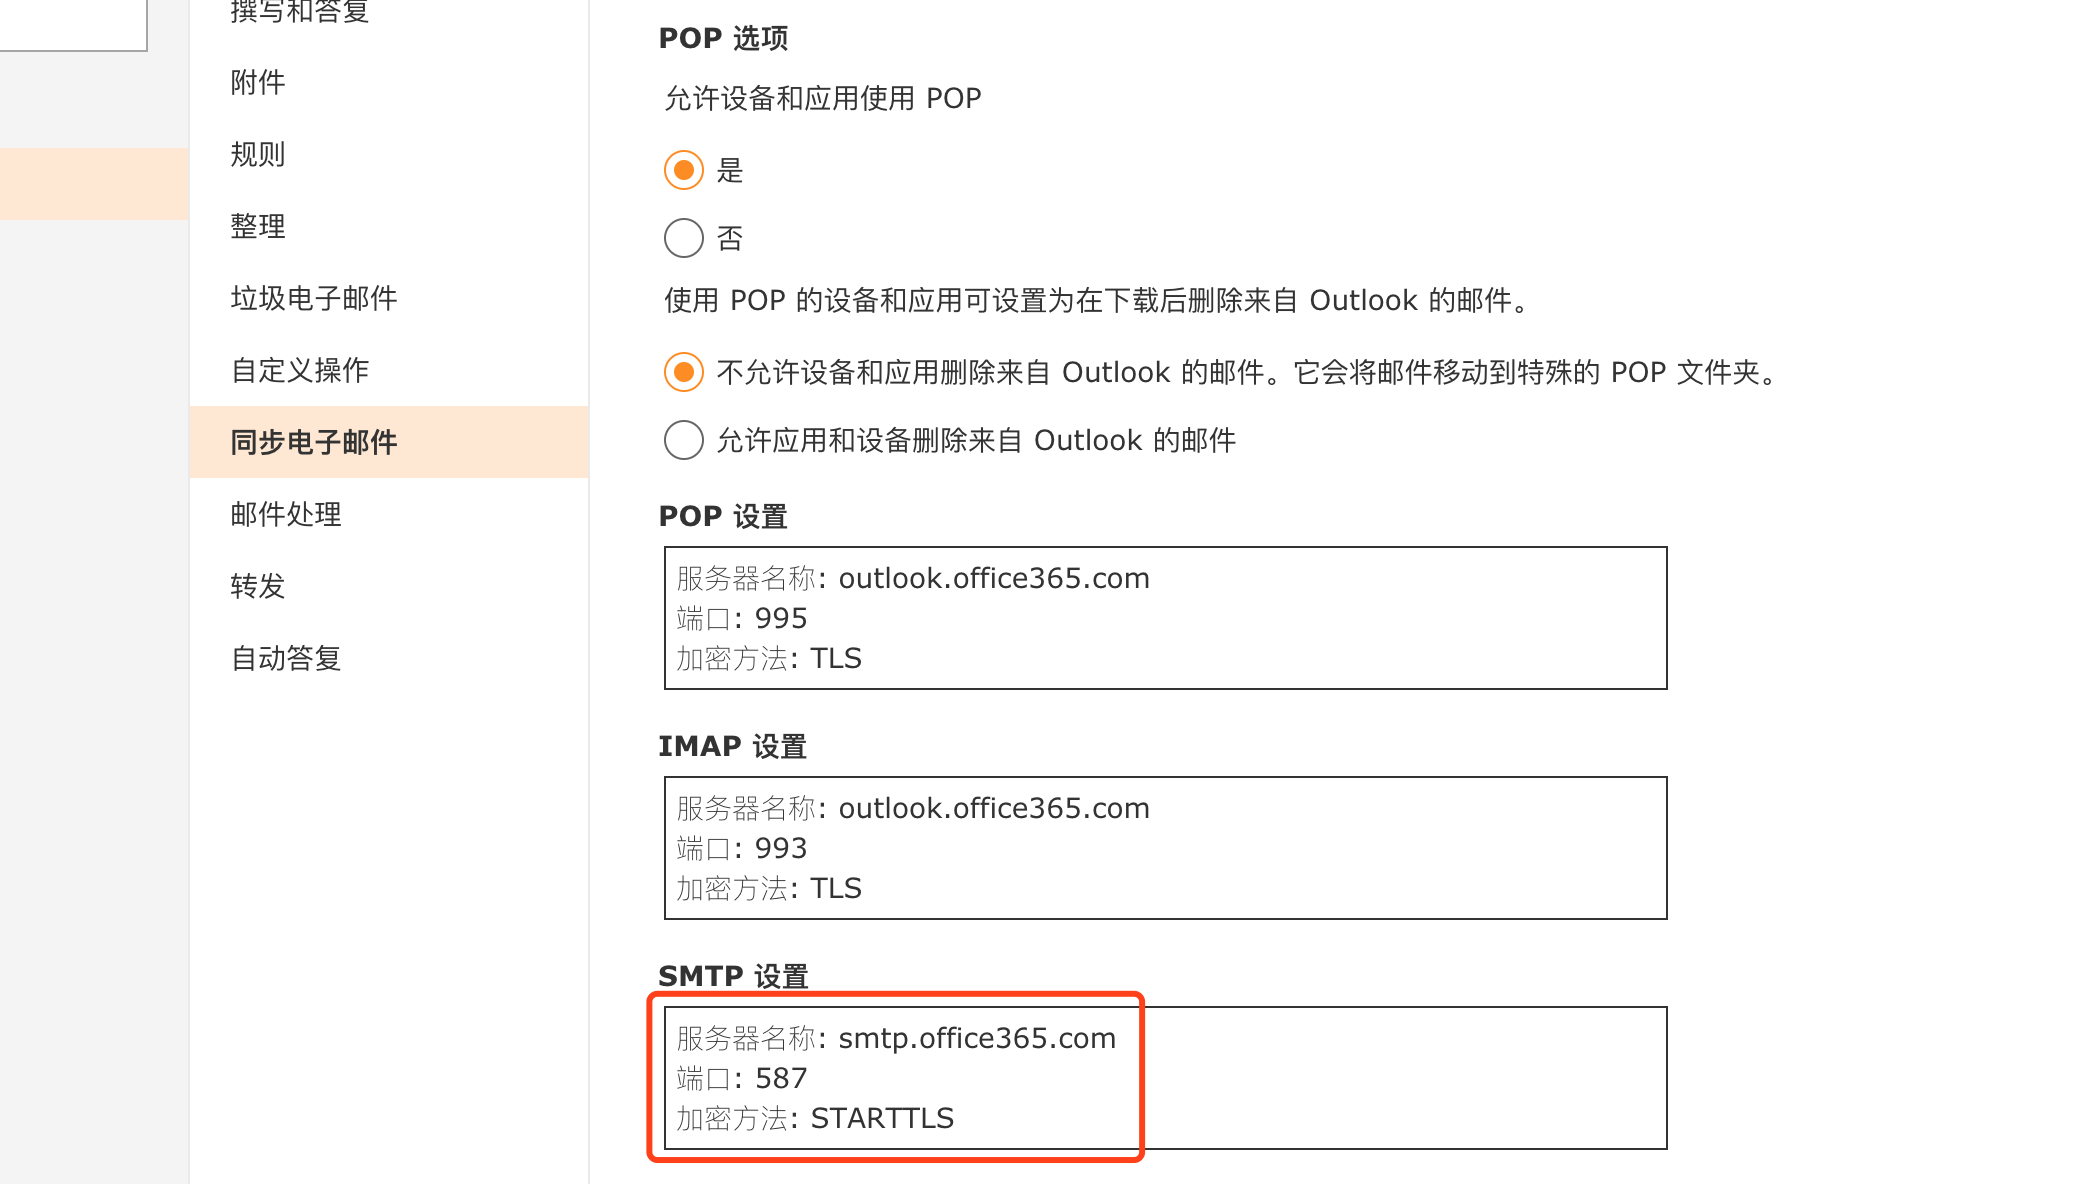 撰写和答复
附件
规则
整理
垃圾电子邮件
自定义操作
同步电子邮件
邮件处理
转发
自动答复
POP 选项
允许设备和应用使用 POP
是
否
使用 POP 的设备和应用可设置为在下载后删除来自 Outlook 的邮件。
不允许设备和应用删除来自 Outlook 的邮件。它会将邮件移动到特殊的 POP 文件夹。
允许应用和设备删除来自 Outlook 的邮件
POP 设置
服务器名称: outlook.office365.com
端口: 995
加密方法: TLS
IMAP 设置
服务器名称: outlook.office365.com
端口: 993
加密方法: TLS
SMTP 设置
服务器名称: smtp.office365.com
端口: 587
加密方法: STARTTLS